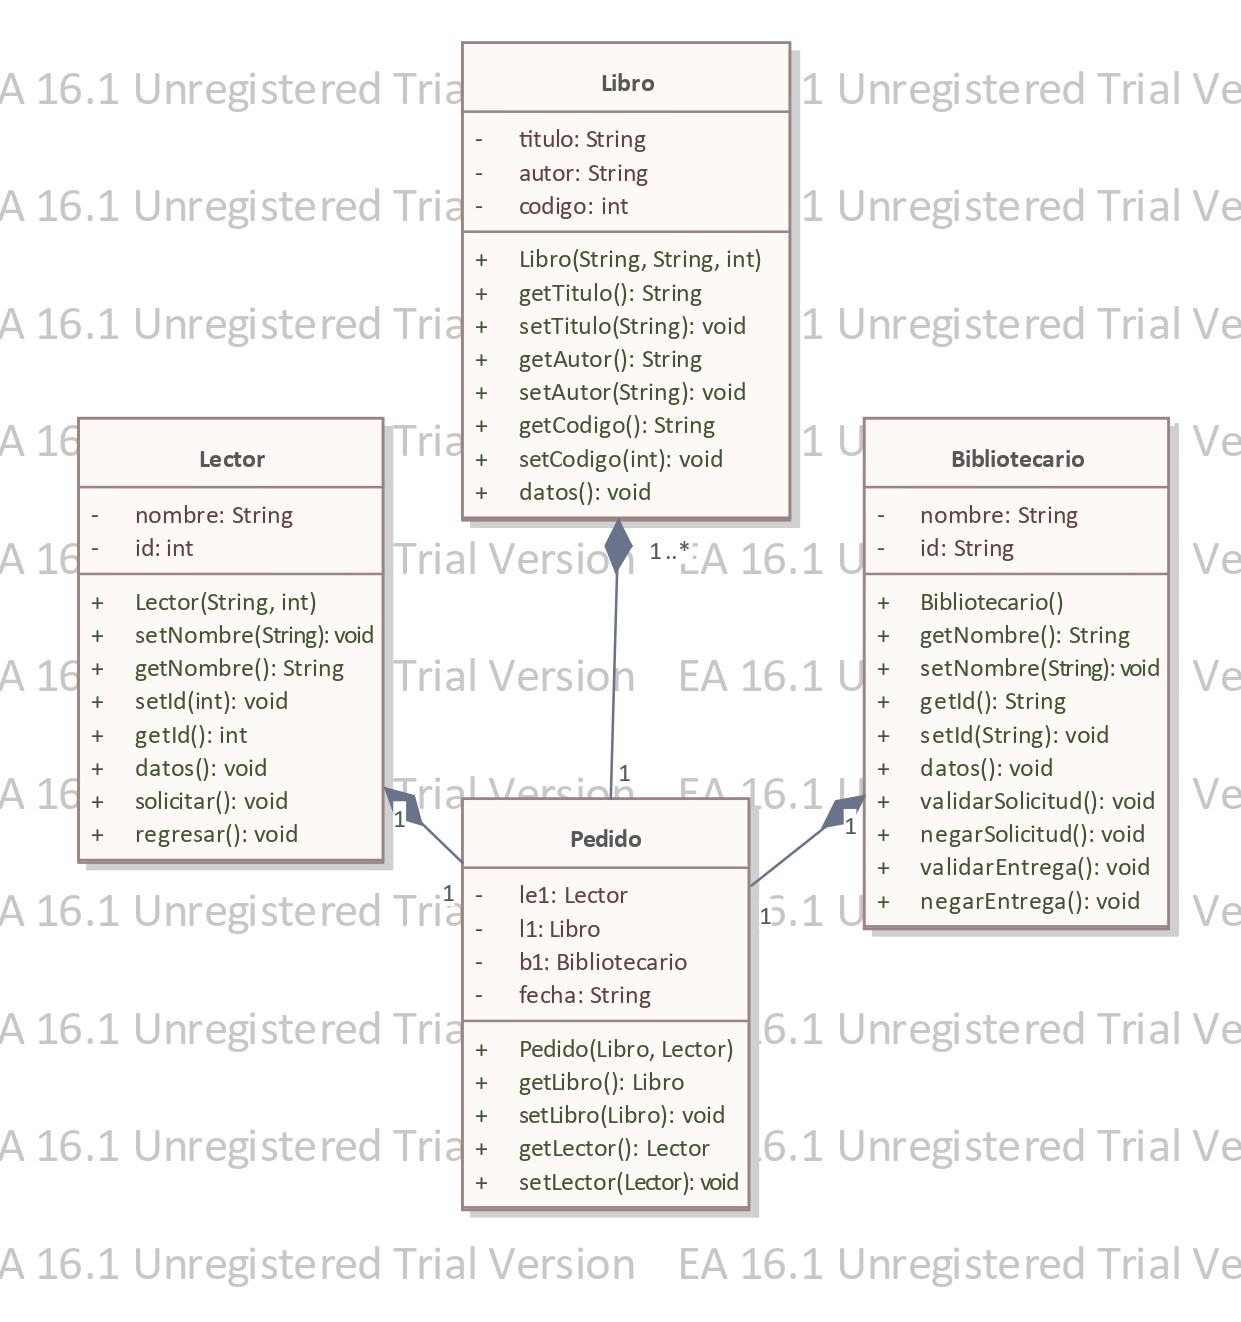 Libro
- titulo: String
- autor: String
- codigo: int
+ Libro(String, String, int)
+ getTitulo(): String
+ setTitulo(String): void
+ getAutor(): String
+ setAutor(String): void
+ getCodigo(): String
+ setCodigo(int): void
+ datos(): void
1..*
Lector
- nombre: String
- id: int
+ Lector(String, int)
+ setNombre(String): void
+ getNombre(): String
+ setId(int): void
+ getId(): int
+ datos(): void
+ solicitar(): void
+ regresar(): void
1
1
Bibliotecario
- nombre: String
- id: String
+ Bibliotecario()
+ getNombre(): String
+ setNombre(String): void
+ getId(): String
+ setId(String): void
+ datos(): void
+ validarSolicitud(): void
+ negarSolicitud(): void
+ validarEntrega(): void
+ negarEntrega(): void
1
1
1
Pedido
- le1: Lector
- l1: Libro
- b1: Bibliotecario
- fecha: String
+ Pedido(Libro, Lector)
+ getLibro(): Libro
+ setLibro(Libro): void
+ getLector(): Lector
+ setLector(Lector): void
A 16.1 Unregistered Trial Version EA 16.1 Unregistered Trial Ve